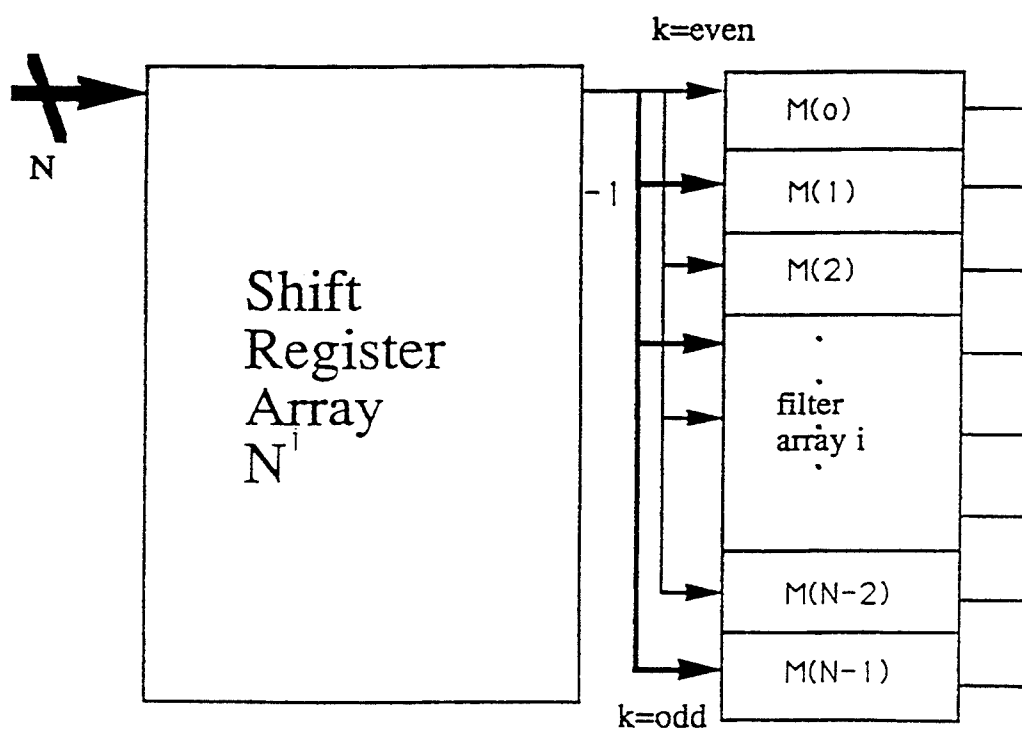 k=even
N
-1
Shift
Register
Array
N^i
M(o)
M(1)
M(2)
filter
array i
M(N-2)
M(N-1)
k=odd